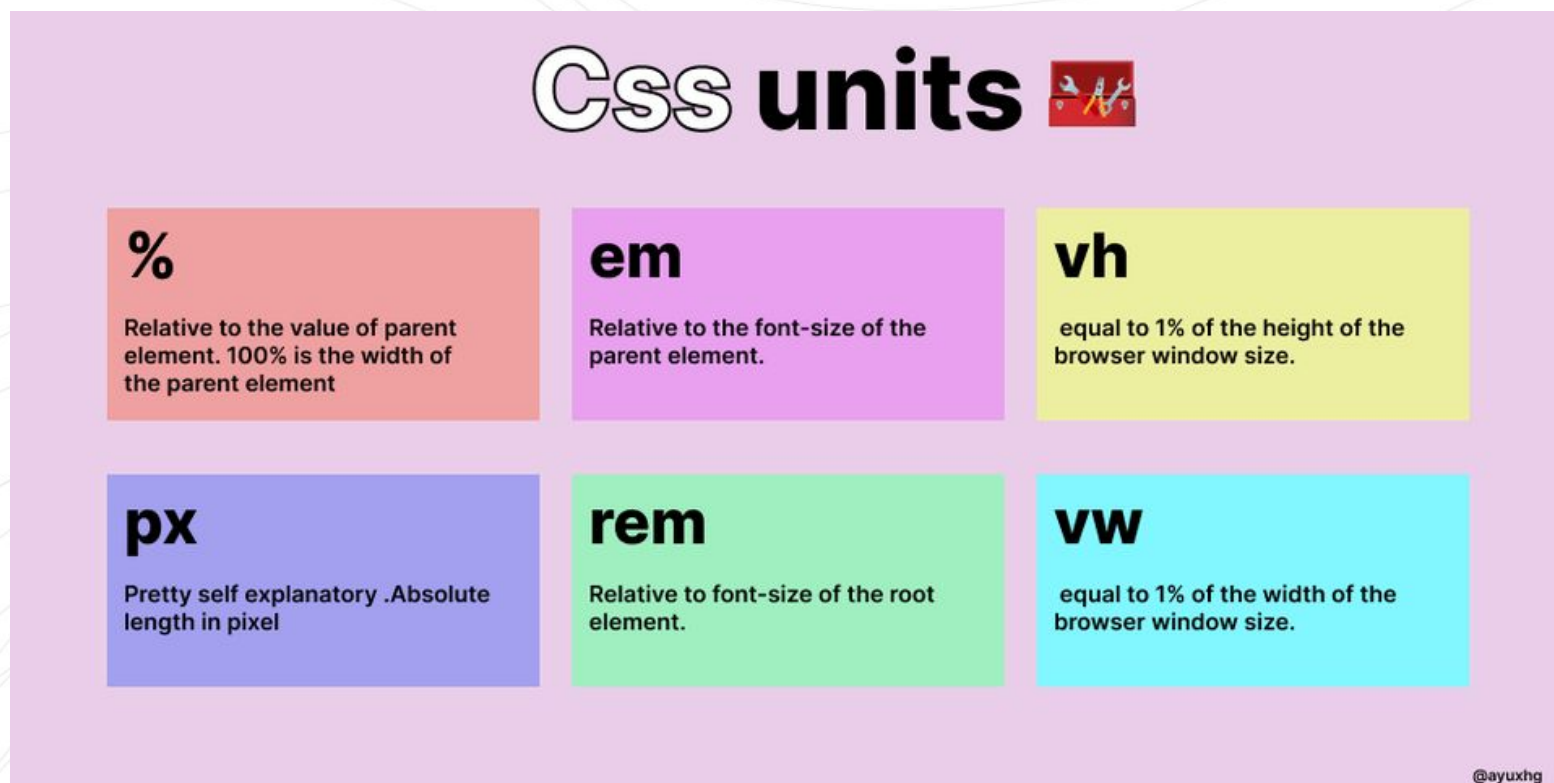 Css units
%
Relative to the value of parent
element. 100% is the width of
the parent element
em
Relative to the font-size of the
parent element.
vh
equal to 1% of the height of the
browser window size.
px
Pretty self explanatory .Absolute
length in pixel
rem
Relative to font-size of the root
element.
vw
equal to 1% of the width of the
browser window size.
@ayuxhg